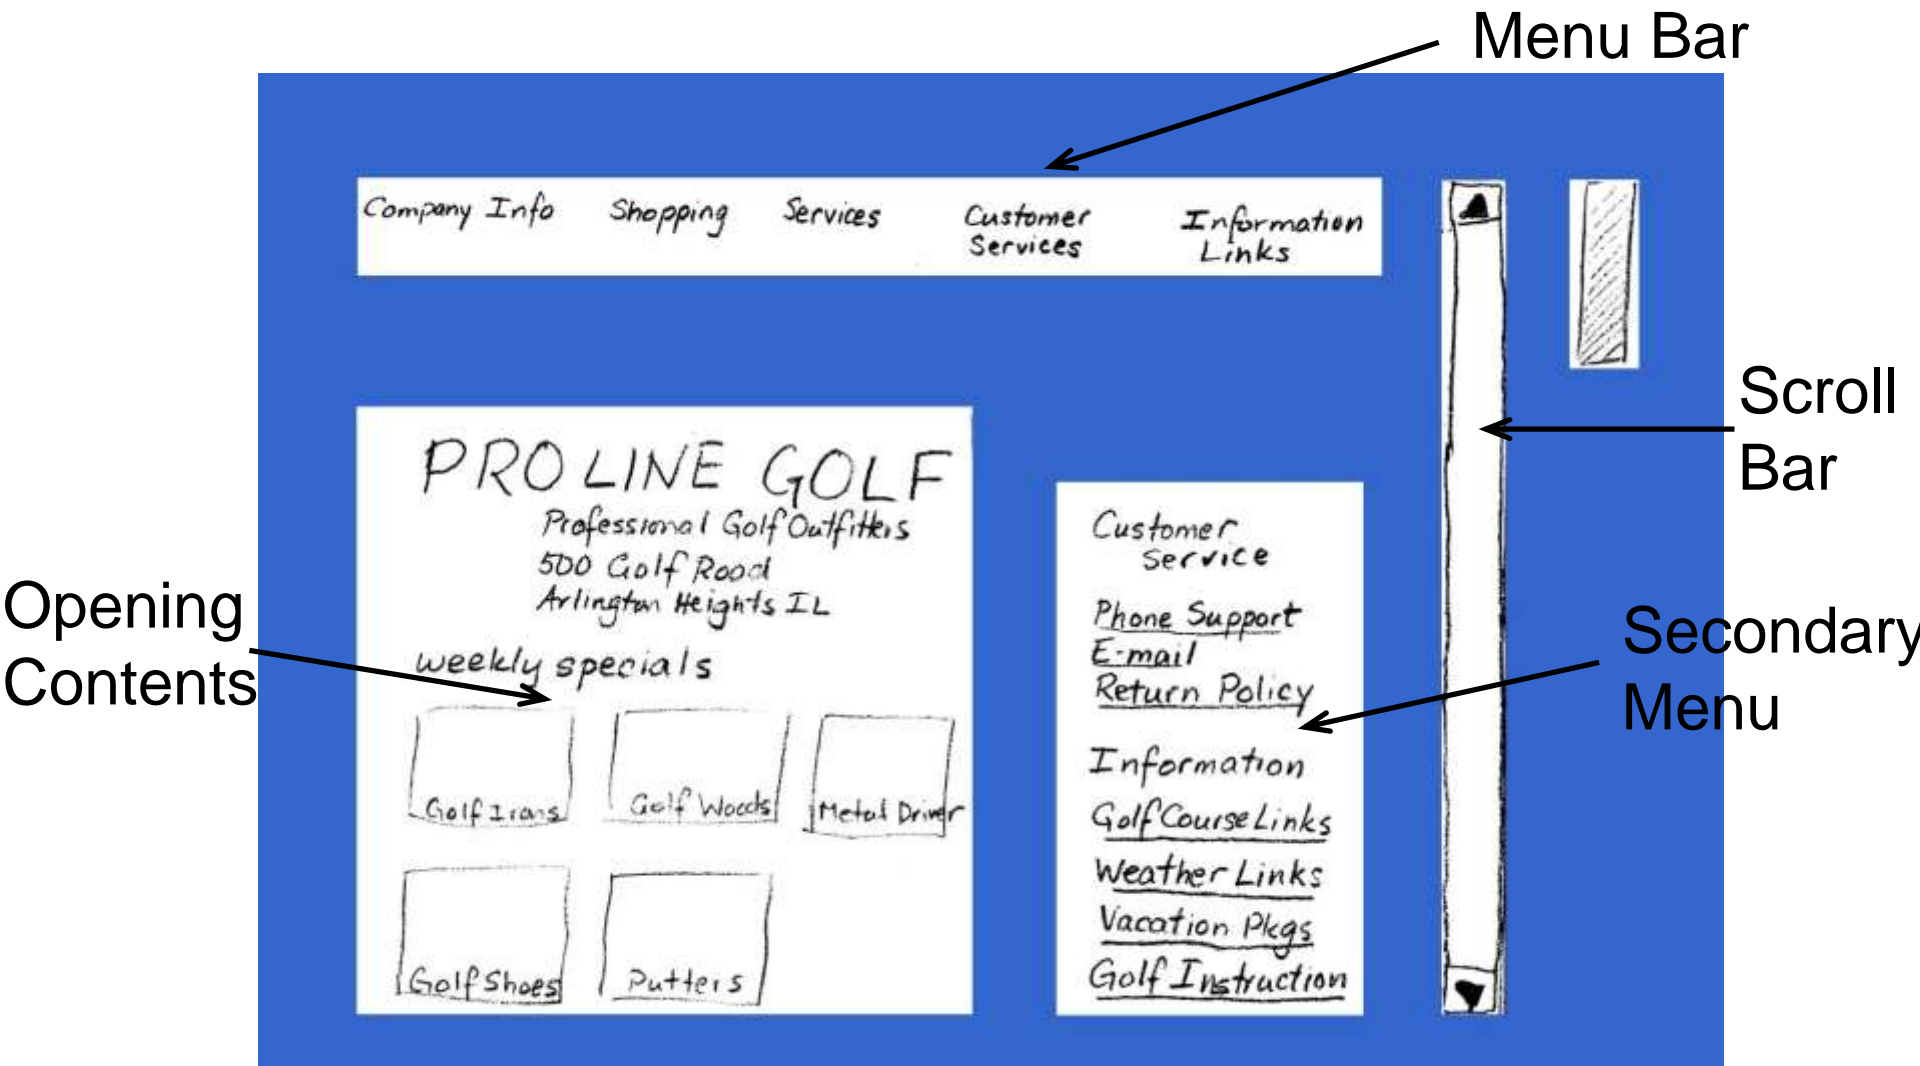 Menu Bar
Company Info Shopping Services Customer Services Information Links
Scroll
Bar
PROLINE GOLF
Professional Golf Outfitters
500 Golf Road
Arlington Heights IL
weekly specials
Golf Irons Golf Woods Metal Driver
Golf Shoes Putters
Opening
Contents
Customer
Service
Phone Support
E-mail
Return Policy
Information
Golf Course Links
Weather Links
Vacation Pkgs
Golf Instruction
Secondary
Menu